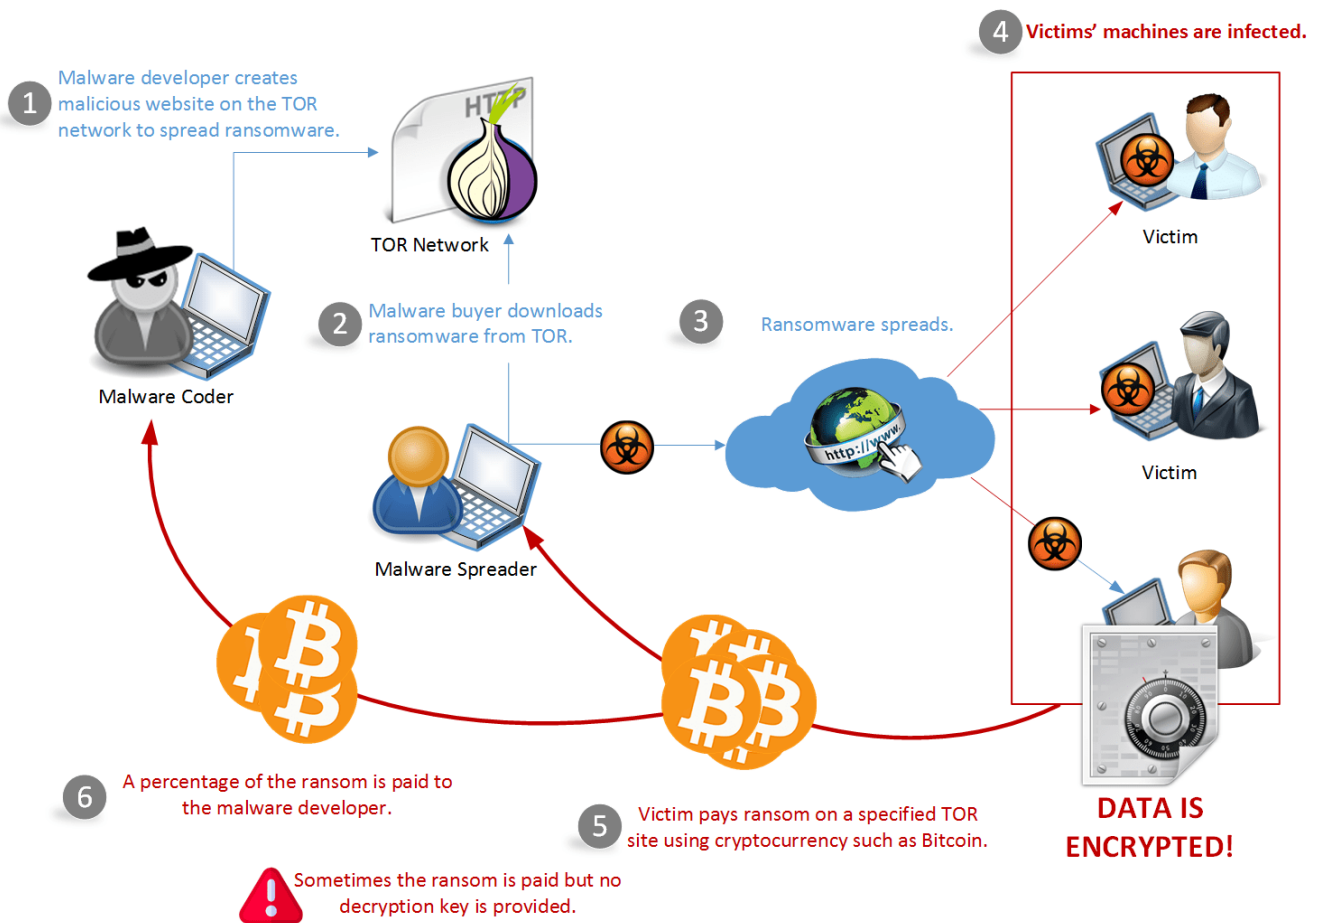 4
Victims’ machines are infected.
1
Malware developer creates
malicious website on the TOR
network to spread ransomware.
HTTP
TOR Network
Victim
2
Malware buyer downloads
ransomware from TOR.
3
Ransomware spreads.
Malware Coder
http://www.
Victim
Malware Spreader
6
A percentage of the ransom is paid to
the malware developer.
5
Victim pays ransom on a specified TOR
site using cryptocurrency such as Bitcoin.
DATA IS
ENCRYPTED!
Sometimes the ransom is paid but no
decryption key is provided.